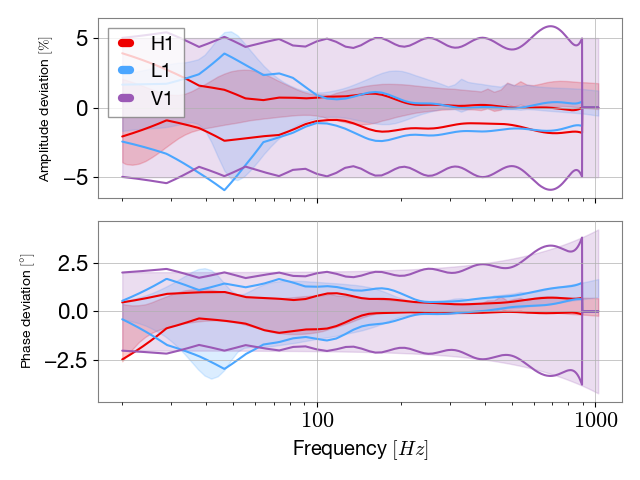 Amplitude deviation [%]
5
0
−5
H1
L1
V1
Phase deviation [°]
2.5
0.0
−2.5
100
1000
Frequency [Hz]